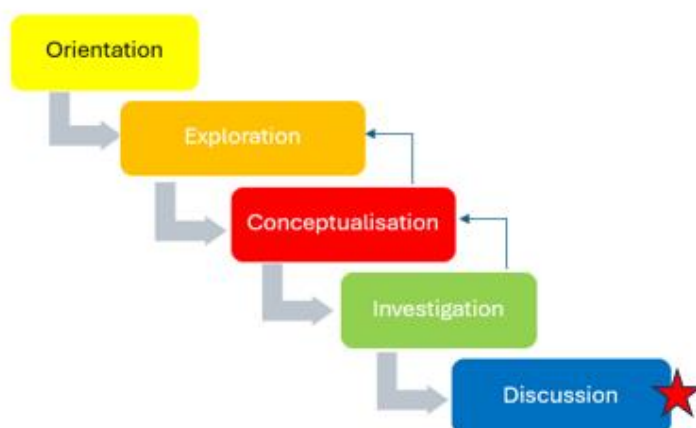 Orientation
Exploration
Conceptualisation
Investigation
Discussion